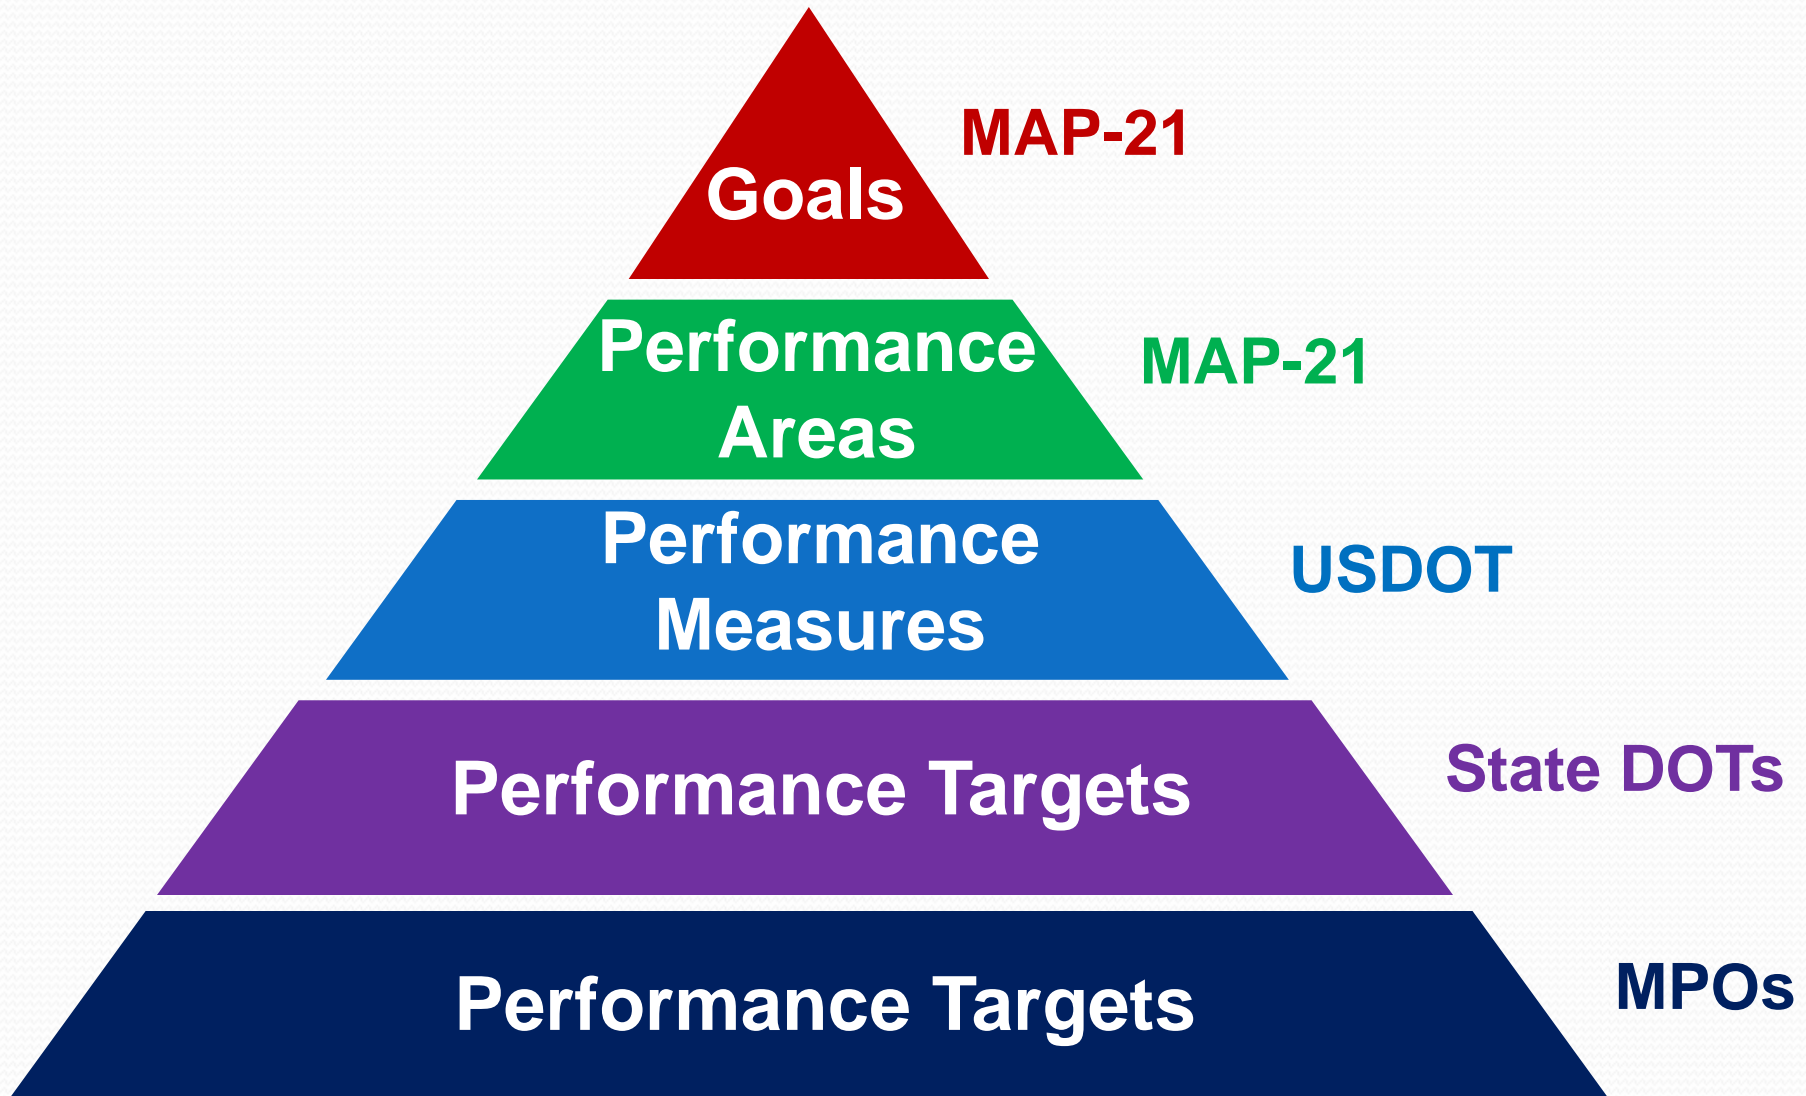 MAP-21
Goals
Performance
Areas
MAP-21
Performance
Measures
USDOT
Performance Targets
State DOTs
Performance Targets
MPOs